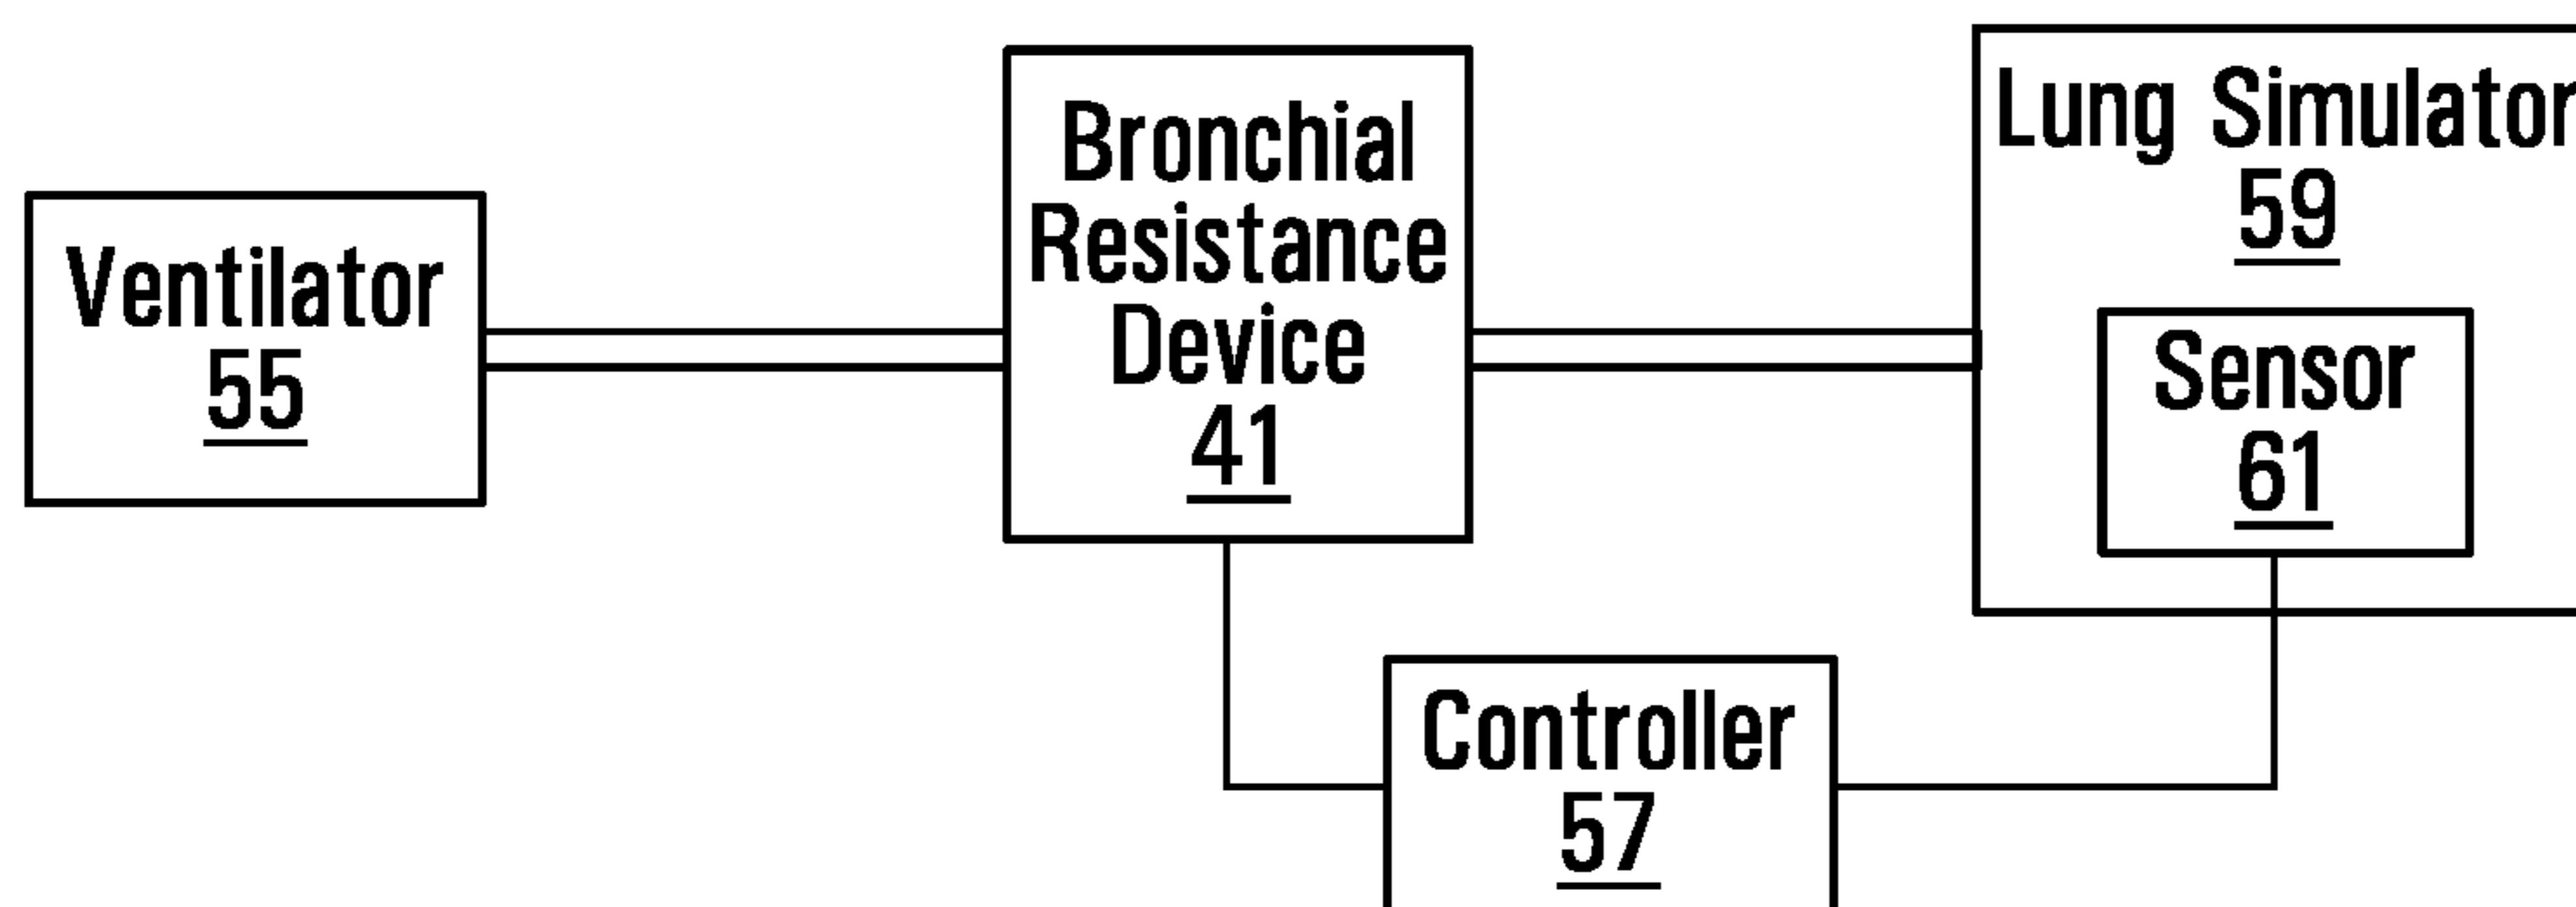 Ventilator
55
Bronchial
Resistance
Device
41
Lung Simulator
59
Sensor
61
Controller
57